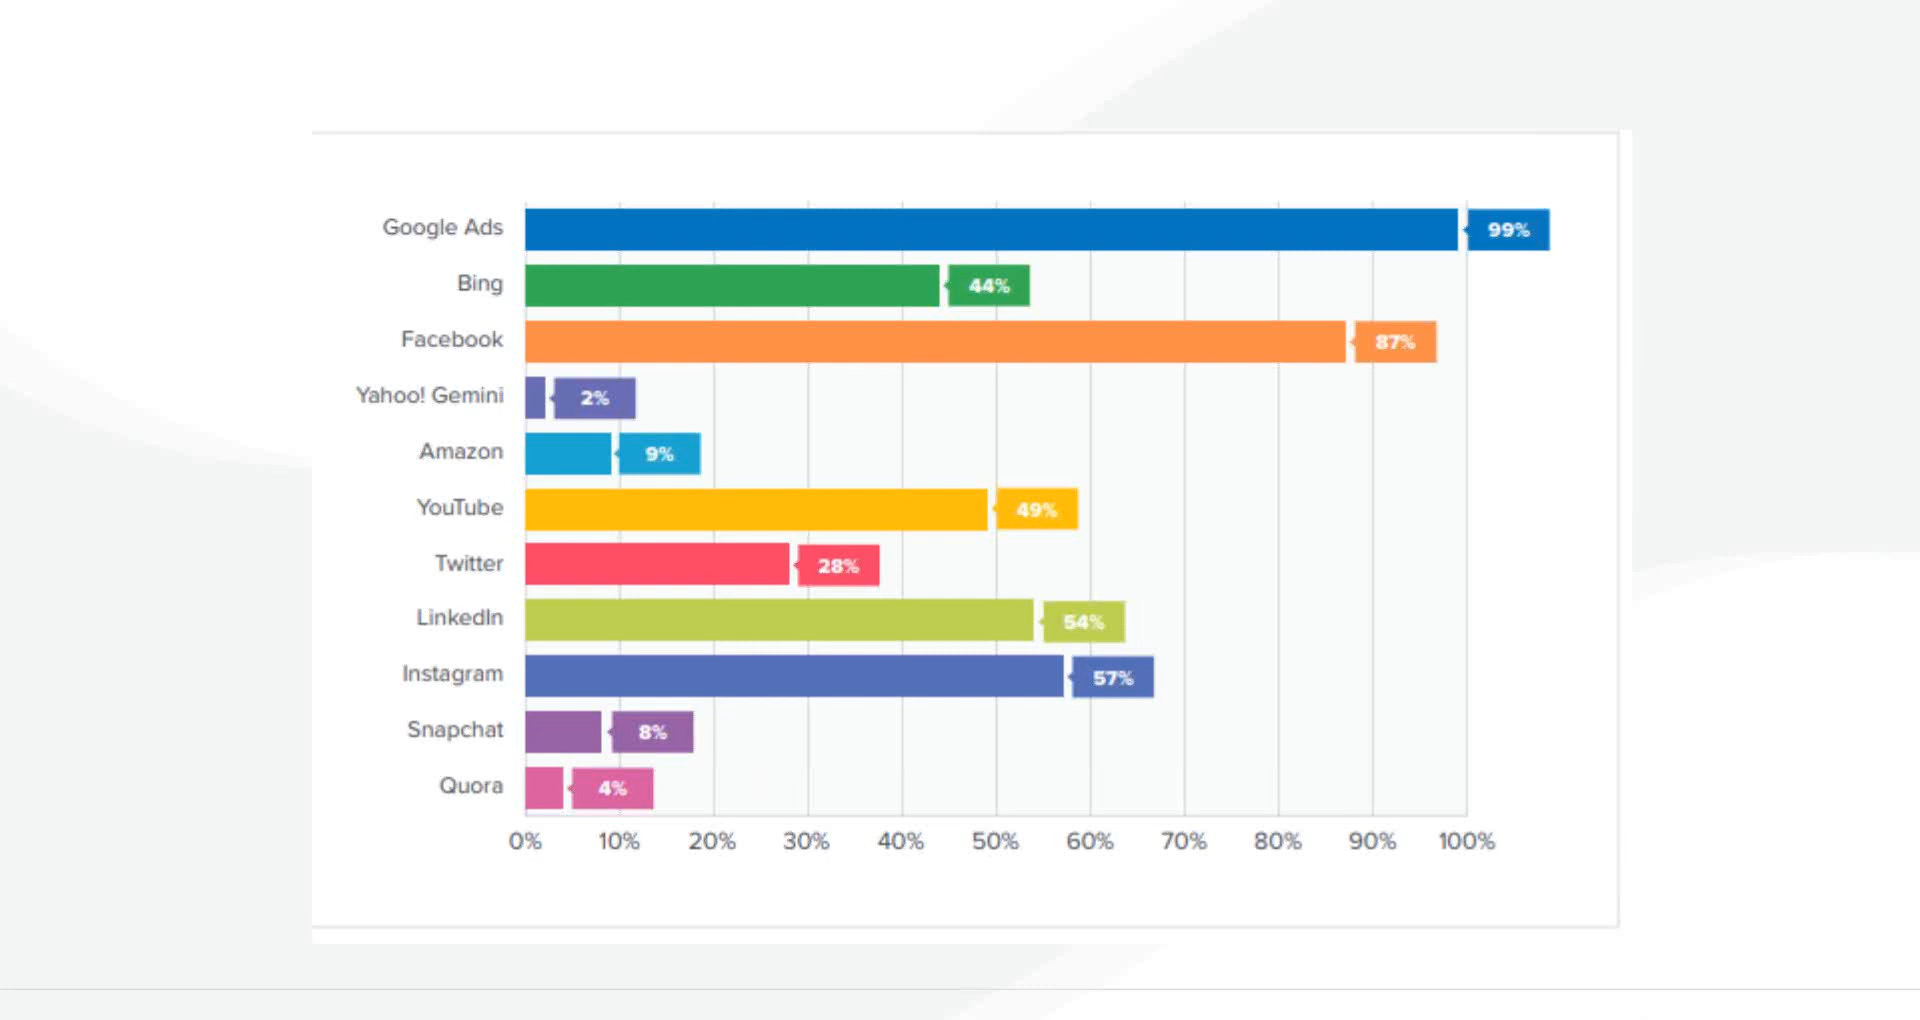 Google Ads 99%
Bing 44%
Facebook 87%
Yahoo! Gemini 2%
Amazon 9%
YouTube 49%
Twitter 28%
LinkedIn 54%
Instagram 57%
Snapchat 8%
Quora 4%
0% 10% 20% 30% 40% 50% 60% 70% 80% 90% 100%